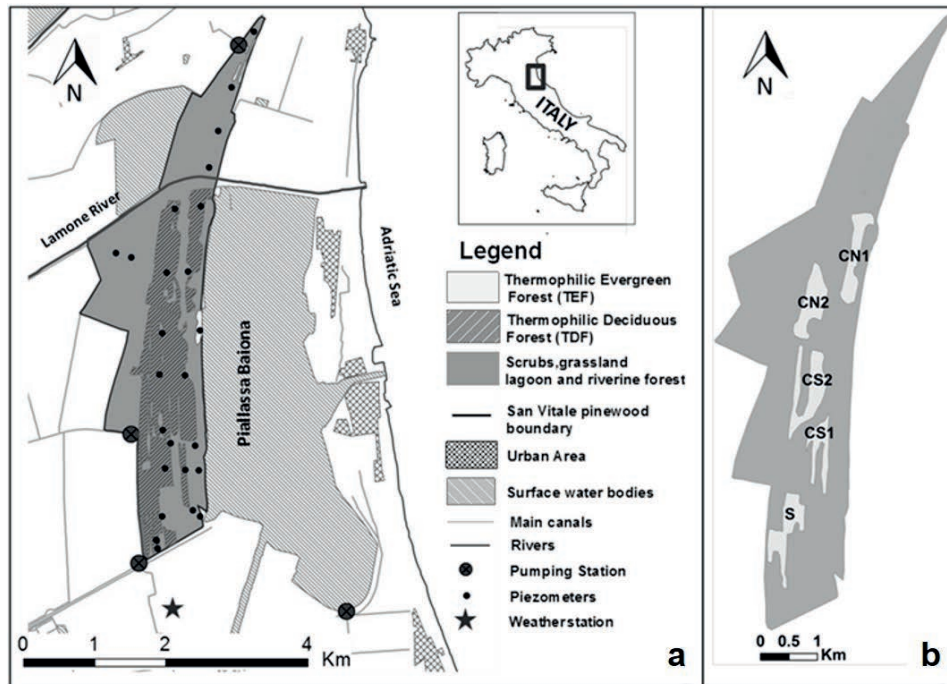 N
Lamone River
Piallassa Baiona
Adriatic Sea
ITALY
Legend
Thermophilic Evergreen
Forest (TEF)
Thermophilic Deciduous
Forest (TDF)
Scrubs,grassland
lagoon and riverine forest
San Vitale pinewood
boundary
Urban Area
Surface water bodies
Main canals
Rivers
Pumping Station
Piezometers
Weatherstation
0 1 2 4
Km
a
N
CN1
CN2
CS2
CS1
S
0 0.5 1
Km
b